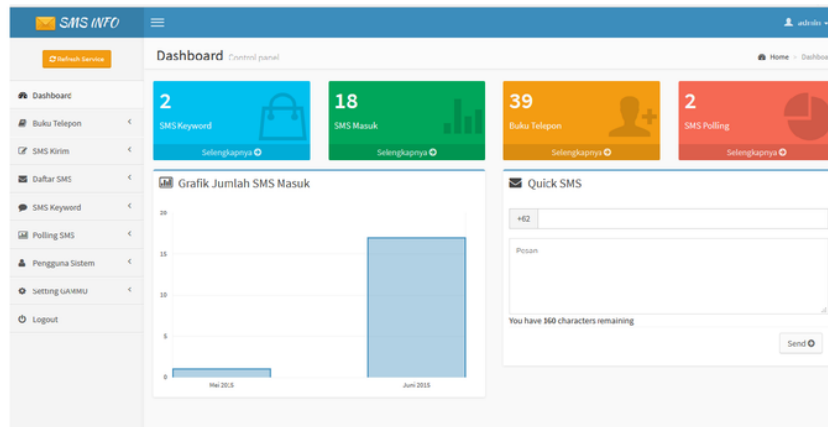 SMS INFO
admin
Refresh Service
Dashboard Control panel
Home > Dashboa
Dashboard
Buku Telepon
SMS Kirim
Daftar SMS
SMS Keyword
Polling SMS
Pengguna Sistem
Setting GAMMU
Logout
2
SMS Keyword
Selengkapnya
18
SMS Masuk
Selengkapnya
39
Buku Telepon
Selengkapnya
2
SMS Polling
Selengkapnya
Grafik Jumlah SMS Masuk
20
15
10
5
0
Mei 2015
Juni 2015
Quick SMS
+62
Pesan
You have 160 characters remaining
Send